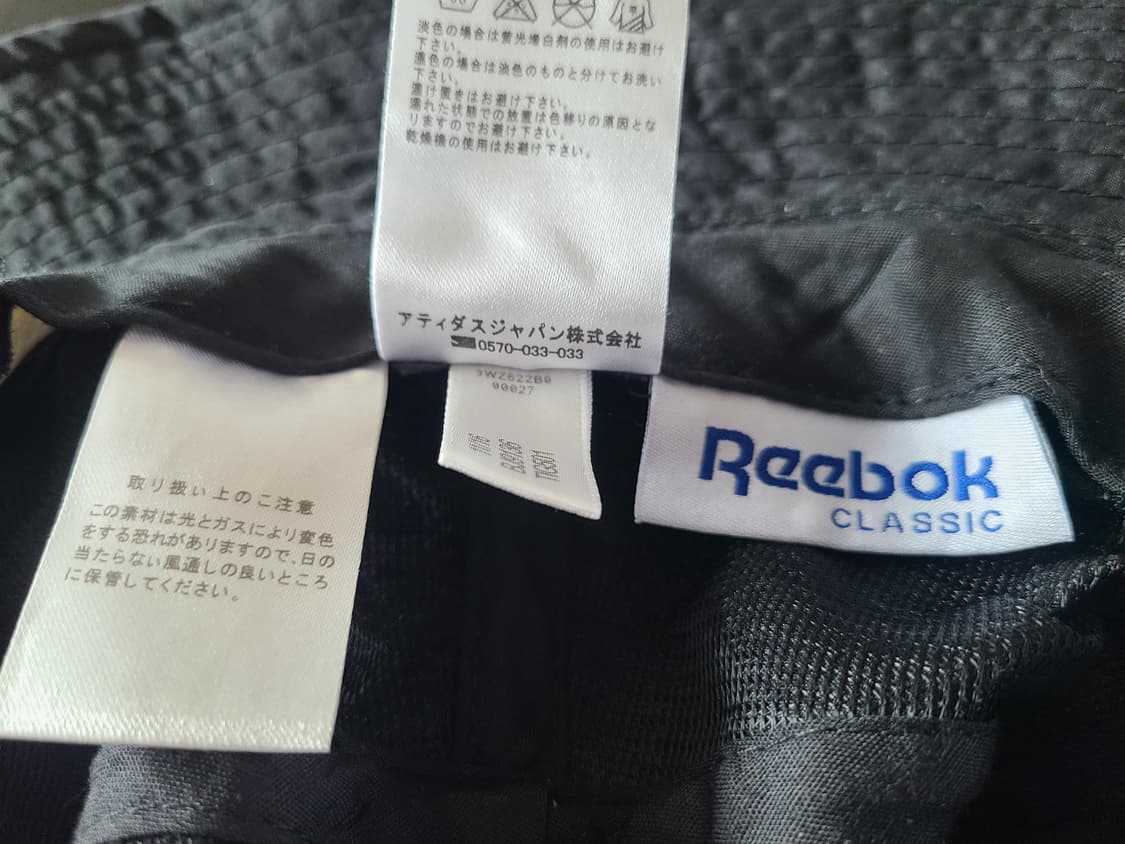 淡色の場合は蛍光増白剤の使用はお避け
下さい。
濃色の場合は淡色のものと分けてお洗い
下さい。
漬け置きはお避け下さい。
濡れた状態での放置は色移りの原因とな
りますのでお避け下さい。
乾燥機の使用はお避け下さい。
アディダスジャパン株式会社
0570-033-033
取り扱い上のご注意
この素材は光とガスにより変色
をする恐れがありますので、日の
当たらない風通しの良いところ
に保管してください。
3WZ622B0
00027
Reebok
CLASSIC